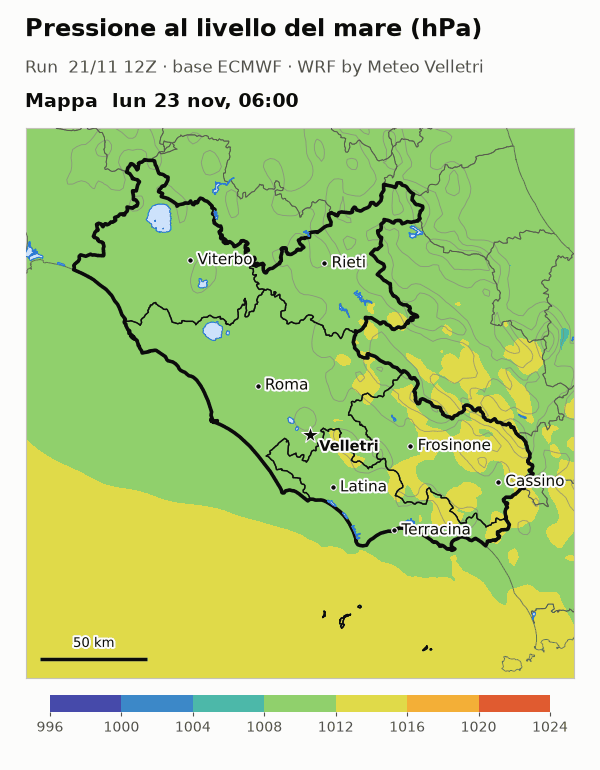 Pressione al livello del mare (hPa)
Run  21/11 12Z · base ECMWF · WRF by Meteo Velletri
Mappa  lun 23 nov, 06:00
Viterbo
Rieti
Roma
Velletri
Frosinone
Latina
Cassino
Terracina
50 km
996 1000 1004 1008 1012 1016 1020 1024